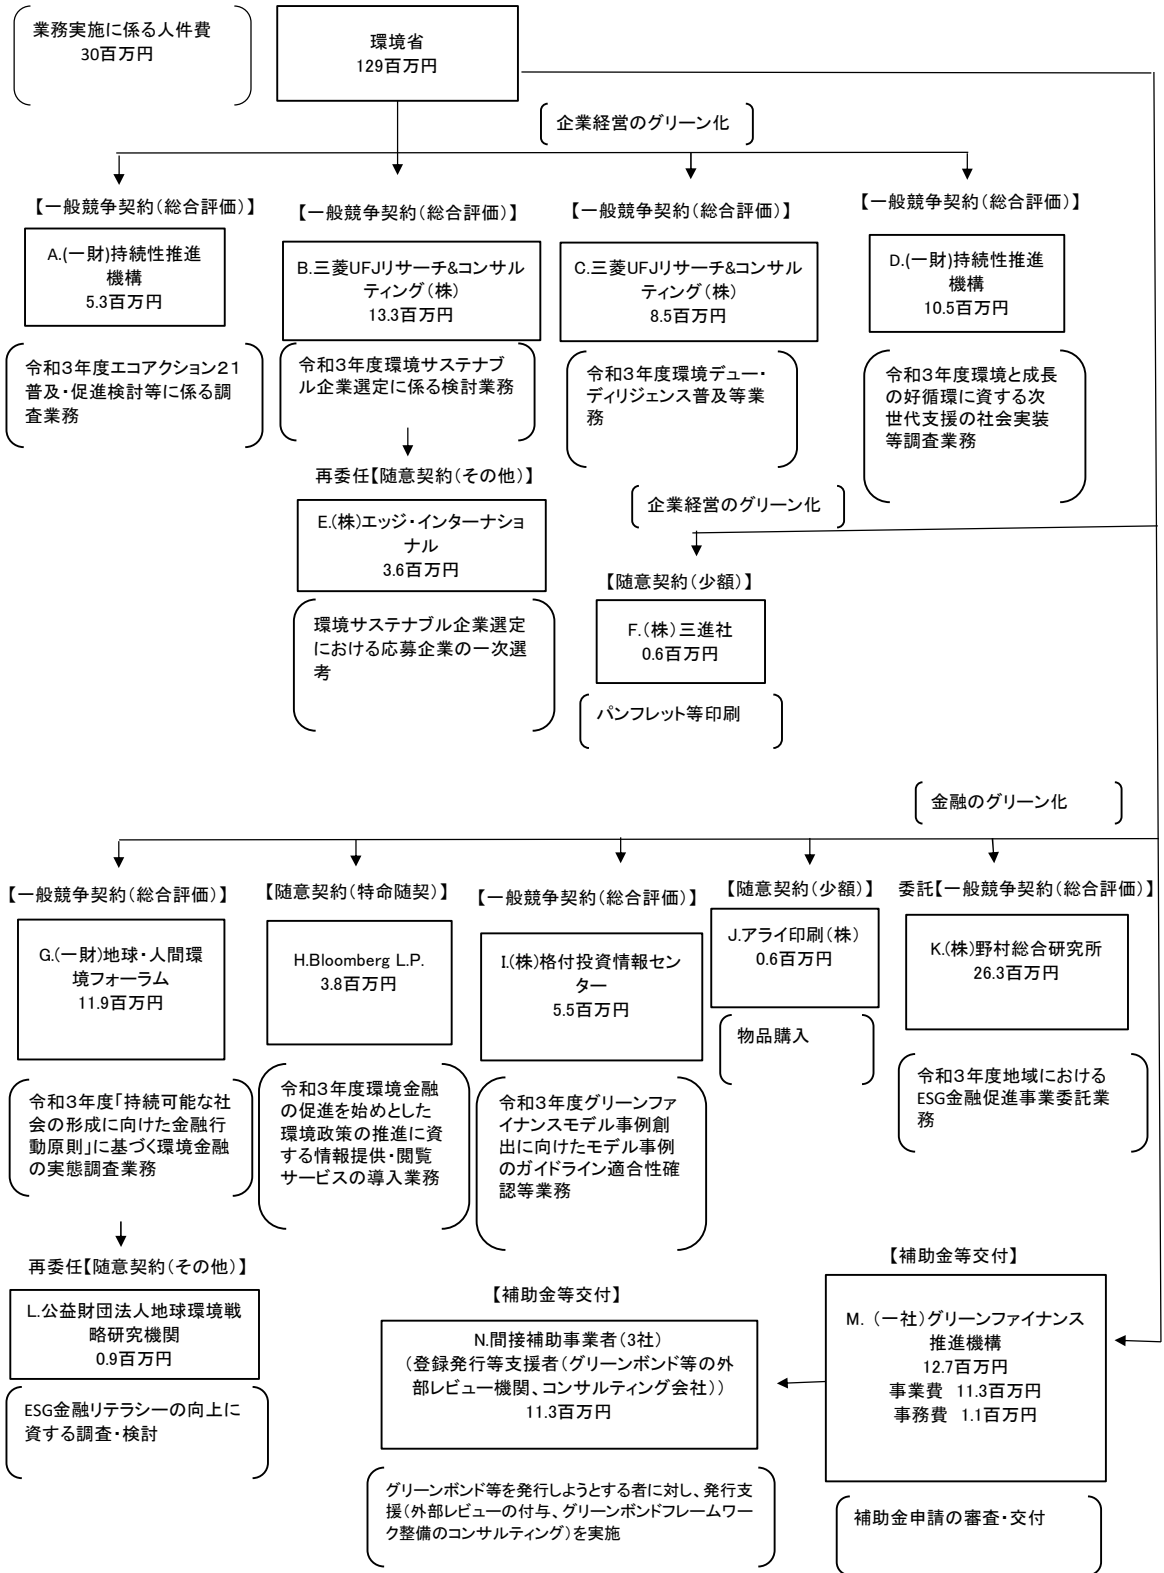 業務実施に係る人件費
30百万円
環境省
129百万円
企業経営のグリーン化
【一般競争契約(総合評価)】
A.(一財)持続性推進
機構
5.3百万円
令和3年度エコアクション21
普及・促進検討等に係る調
査業務
【一般競争契約(総合評価)】
B.三菱UFJリサーチ&コンサル
ティング(株)
13.3百万円
令和3年度環境サステナブ
ル企業選定に係る検討業務
【一般競争契約(総合評価)】
C.三菱UFJリサーチ&コンサル
ティング(株)
8.5百万円
令和3年度環境デュー・
ディリジェンス普及等業
務
【一般競争契約(総合評価)】
D.(一財)持続性推進
機構
10.5百万円
令和3年度環境と成長
の好循環に資する次
世代支援の社会実装
等調査業務
再委任【随意契約(その他)】
E.(株)エッジ・インターナショ
ナル
3.6百万円
環境サステナブル企業選定
における応募企業の一次選
考
企業経営のグリーン化
【随意契約(少額)】
F.(株)三進社
0.6百万円
パンフレット等印刷
金融のグリーン化
【一般競争契約(総合評価)】
G.(一財)地球・人間環
境フォーラム
11.9百万円
令和3年度「持続可能な社
会の形成に向けた金融行
動原則」に基づく環境金融
の実態調査業務
【随意契約(特命随契)】
H.Bloomberg L.P.
3.8百万円
令和3年度環境金融
の促進を始めとした
環境政策の推進に資
する情報提供・閲覧
サービスの導入業務
【一般競争契約(総合評価)】
I.(株)格付投資情報セン
ター
5.5百万円
令和3年度グリーンファ
イナンスモデル事例創
出に向けたモデル事例
のガイドライン適合性確
認等業務
【随意契約(少額)】
J.アライ印刷(株)
0.6百万円
物品購入
委託【一般競争契約(総合評価)】
K.(株)野村総合研究所
26.3百万円
令和3年度地域における
ESG金融促進事業委託業
務
再委任【随意契約(その他)】
L.公益財団法人地球環境戦
略研究機関
0.9百万円
ESG金融リテラシーの向上に
資する調査・検討
【補助金等交付】
M. (一社)グリーンファイナンス
推進機構
12.7百万円
事業費 11.3百万円
事務費 1.1百万円
補助金申請の審査・交付
【補助金等交付】
N.間接補助事業者(3社)
(登録発行等支援者(グリーンボンド等の外
部レビュー機関、コンサルティング会社))
11.3百万円
グリーンボンド等を発行しようとする者に対し、発行支
援(外部レビューの付与、グリーンボンドフレームワー
ク整備のコンサルティング)を実施